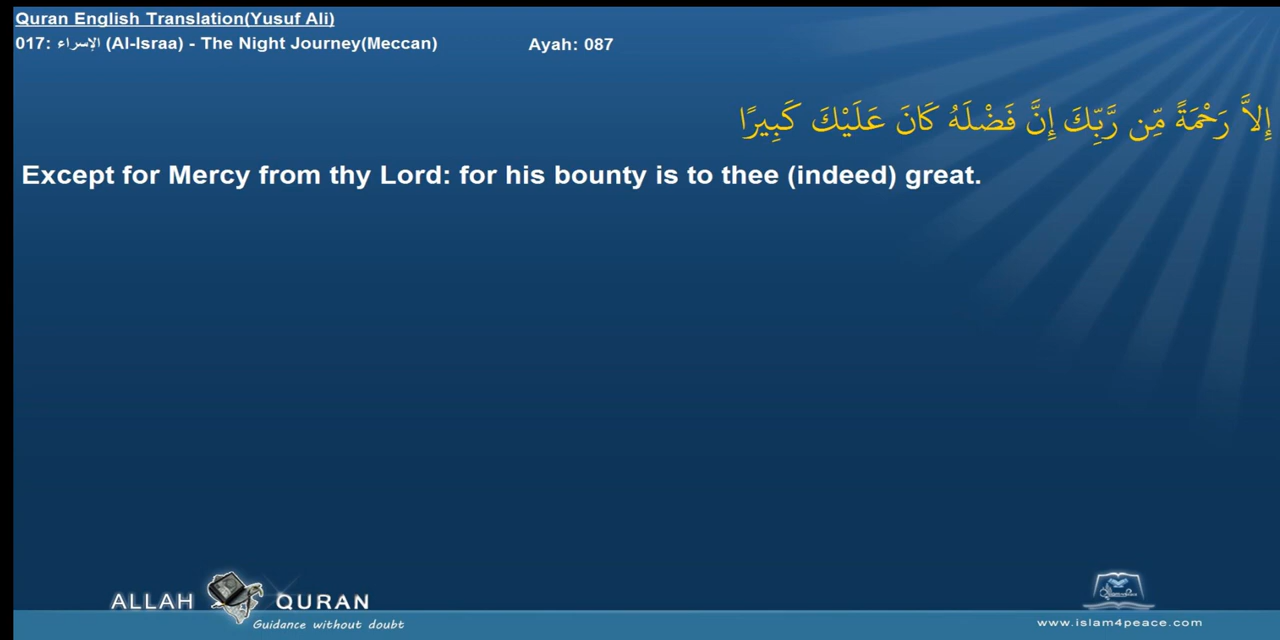 Quran English Translation(Yusuf Ali)
017: الإسراء (Al-Israa) - The Night Journey(Meccan) Ayah: 087
إِلاَّ رَحْمَةً مِّن رَّبِّكَ إِنَّ فَضْلَهُ كَانَ عَلَيْكَ كَبِيرًا
Except for Mercy from thy Lord: for his bounty is to thee (indeed) great.
ALLAH QURAN
Guidance without doubt
www.islam4peace.com